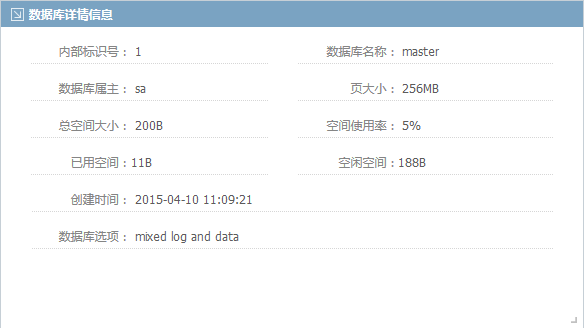 数据库详情信息
内部标识号： 1 数据库名称： master
数据库属主： sa 页大小： 256MB
总空间大小： 200B 空间使用率： 5%
已用空间：11B 空闲空间：188B
创建时间： 2015-04-10 11:09:21
数据库选项： mixed log and data